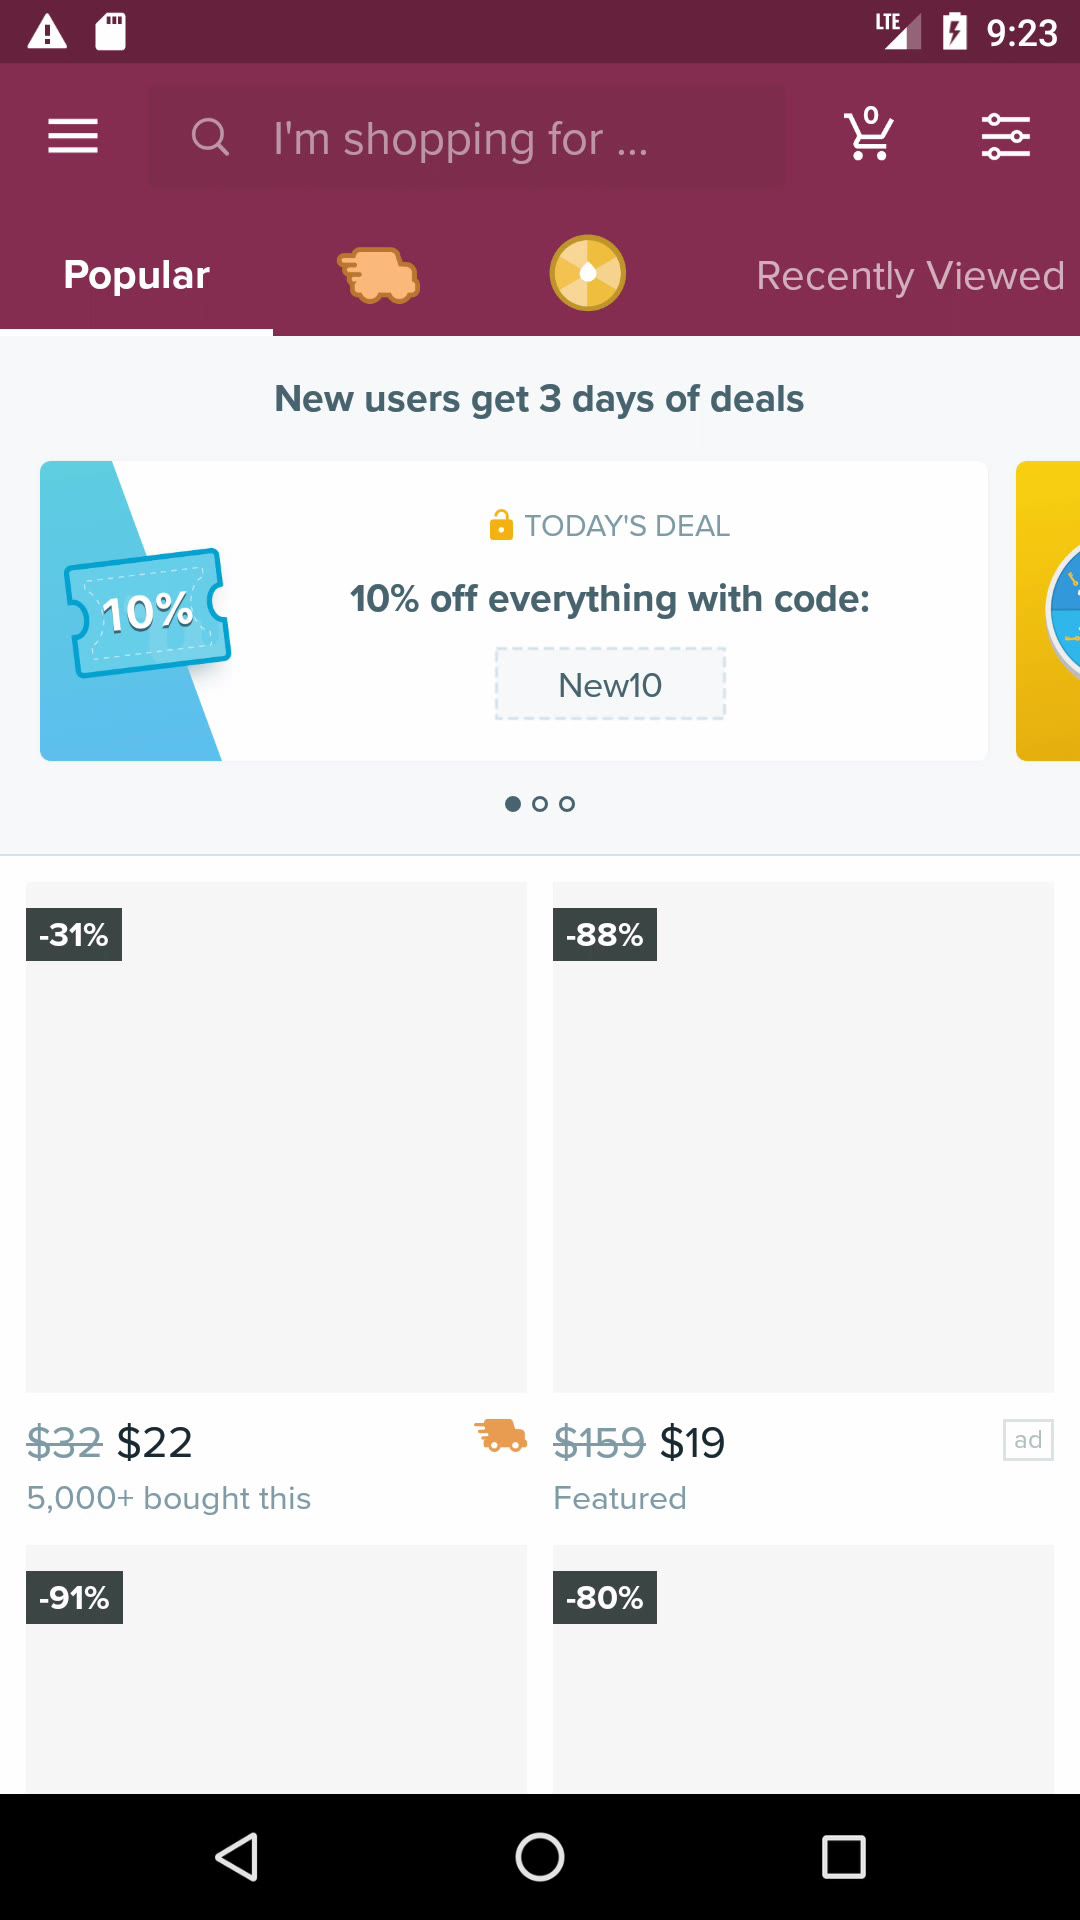 LTE 9:23
I'm shopping for ...
0
Popular
Recently Viewed
New users get 3 days of deals
TODAY'S DEAL
10%
10% off everything with code:
New10
-31%
-88%
$32 $22
$159 $19
ad
5,000+ bought this
Featured
-91%
-80%